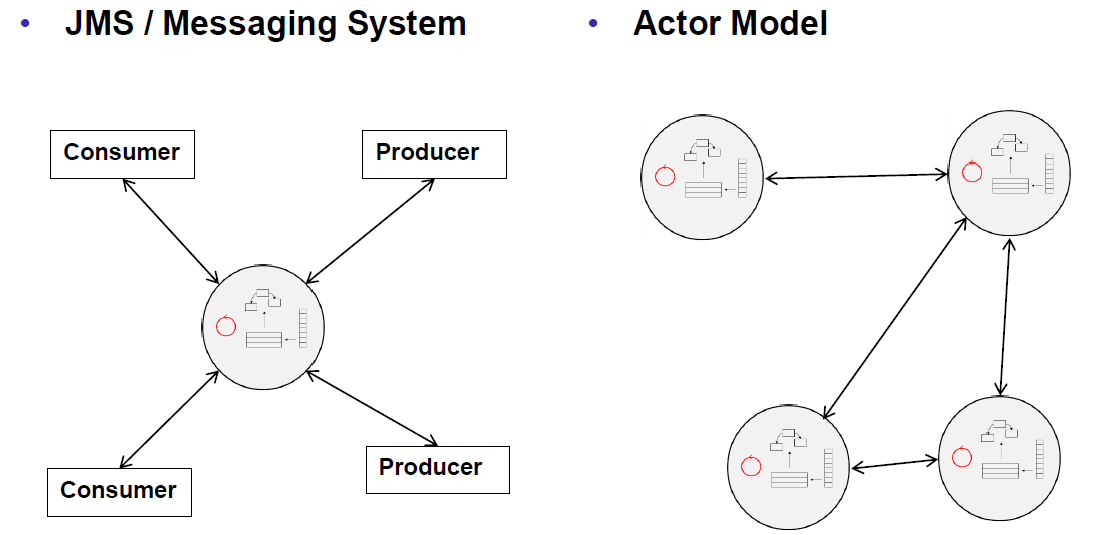 • JMS / Messaging System
Consumer
Producer
Consumer
Producer
• Actor Model